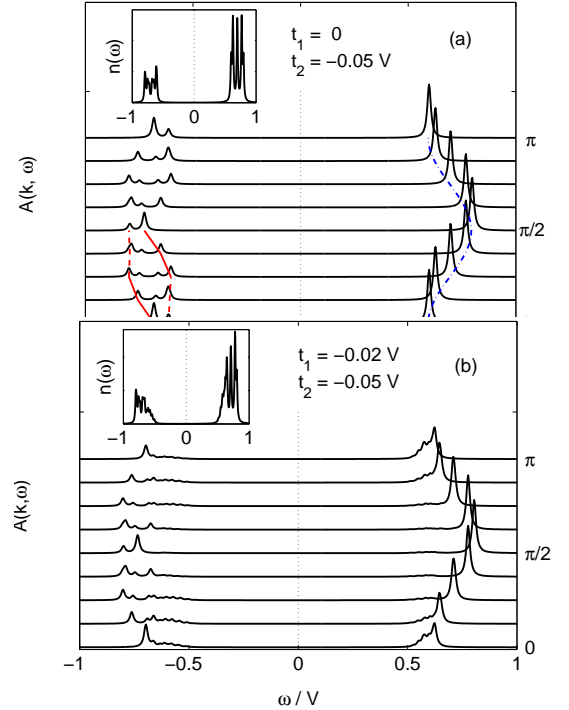 n(ω)
−1 0 1
t₁ = 0
t₂ = −0.05 V
(a)
π
A(k, ω)
π/2
n(ω)
−1 0 1
t₁ = −0.02 V
t₂ = −0.05 V
(b)
π
A(k,ω)
π/2
0
−1 −0.5 0 0.5 1
ω / V